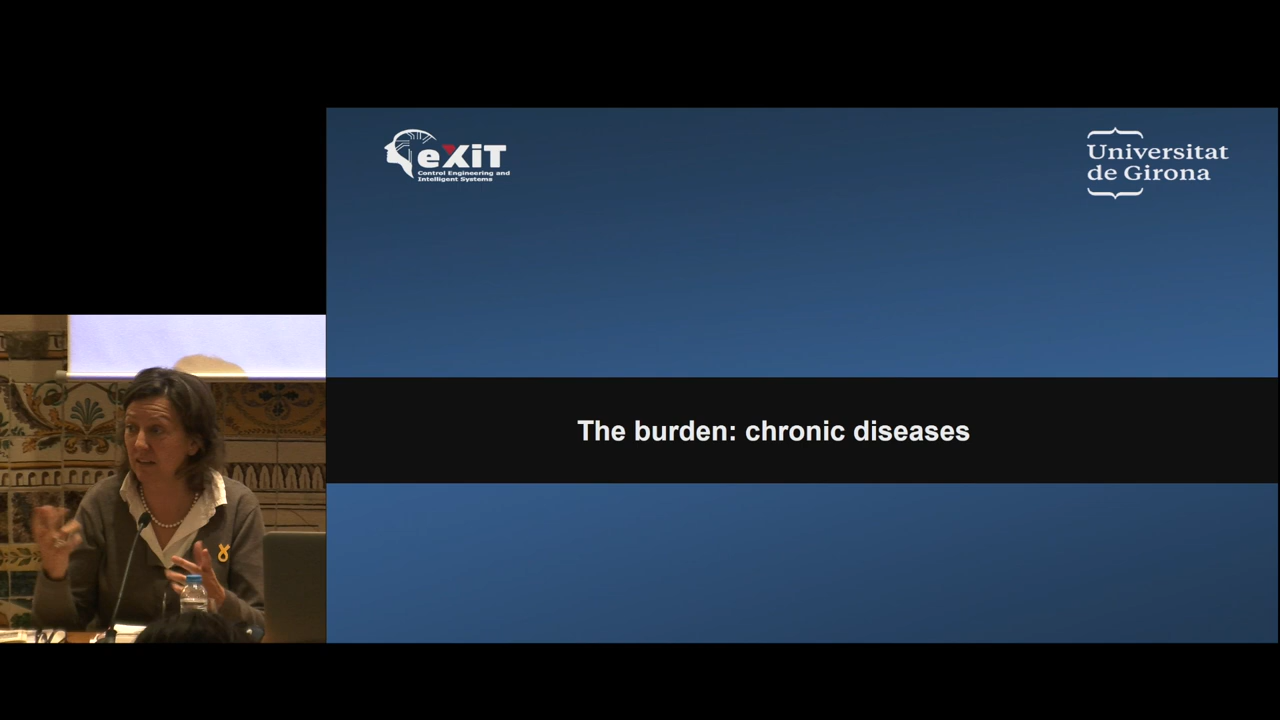 eXiT
Control Engineering and
Intelligent Systems
Universitat
de Girona
The burden: chronic diseases